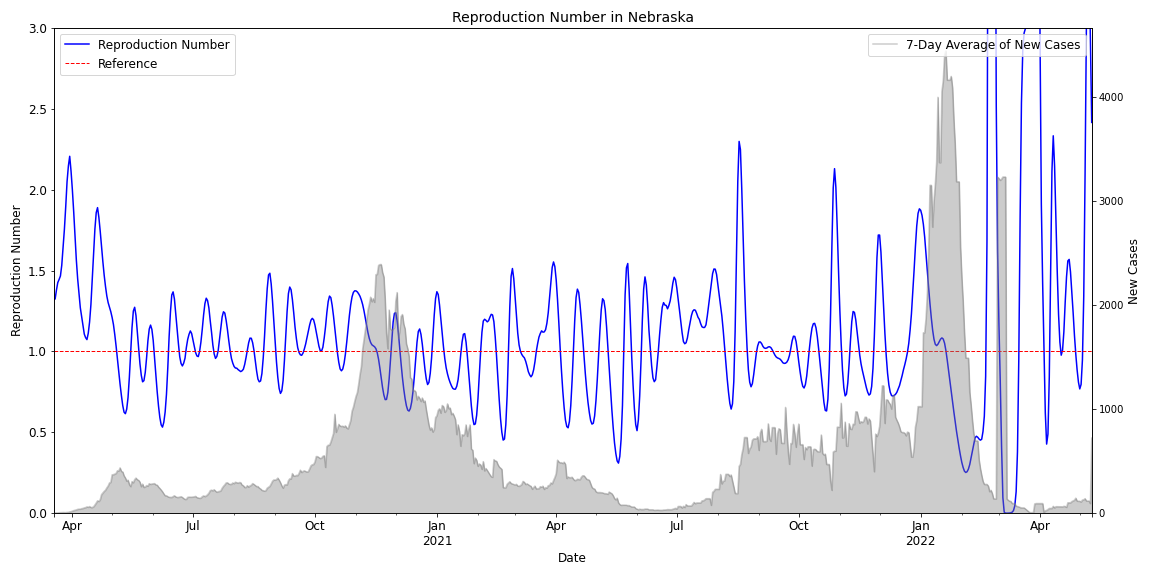 Reproduction Number in Nebraska
Reproduction Number
Reference
7-Day Average of New Cases
3.0
2.5
2.0
1.5
1.0
0.5
0.0
Reproduction Number
4000
3000
2000
1000
0
New Cases
Apr
Jul
Oct
Jan
2021
Apr
Jul
Oct
Jan
2022
Apr
Date